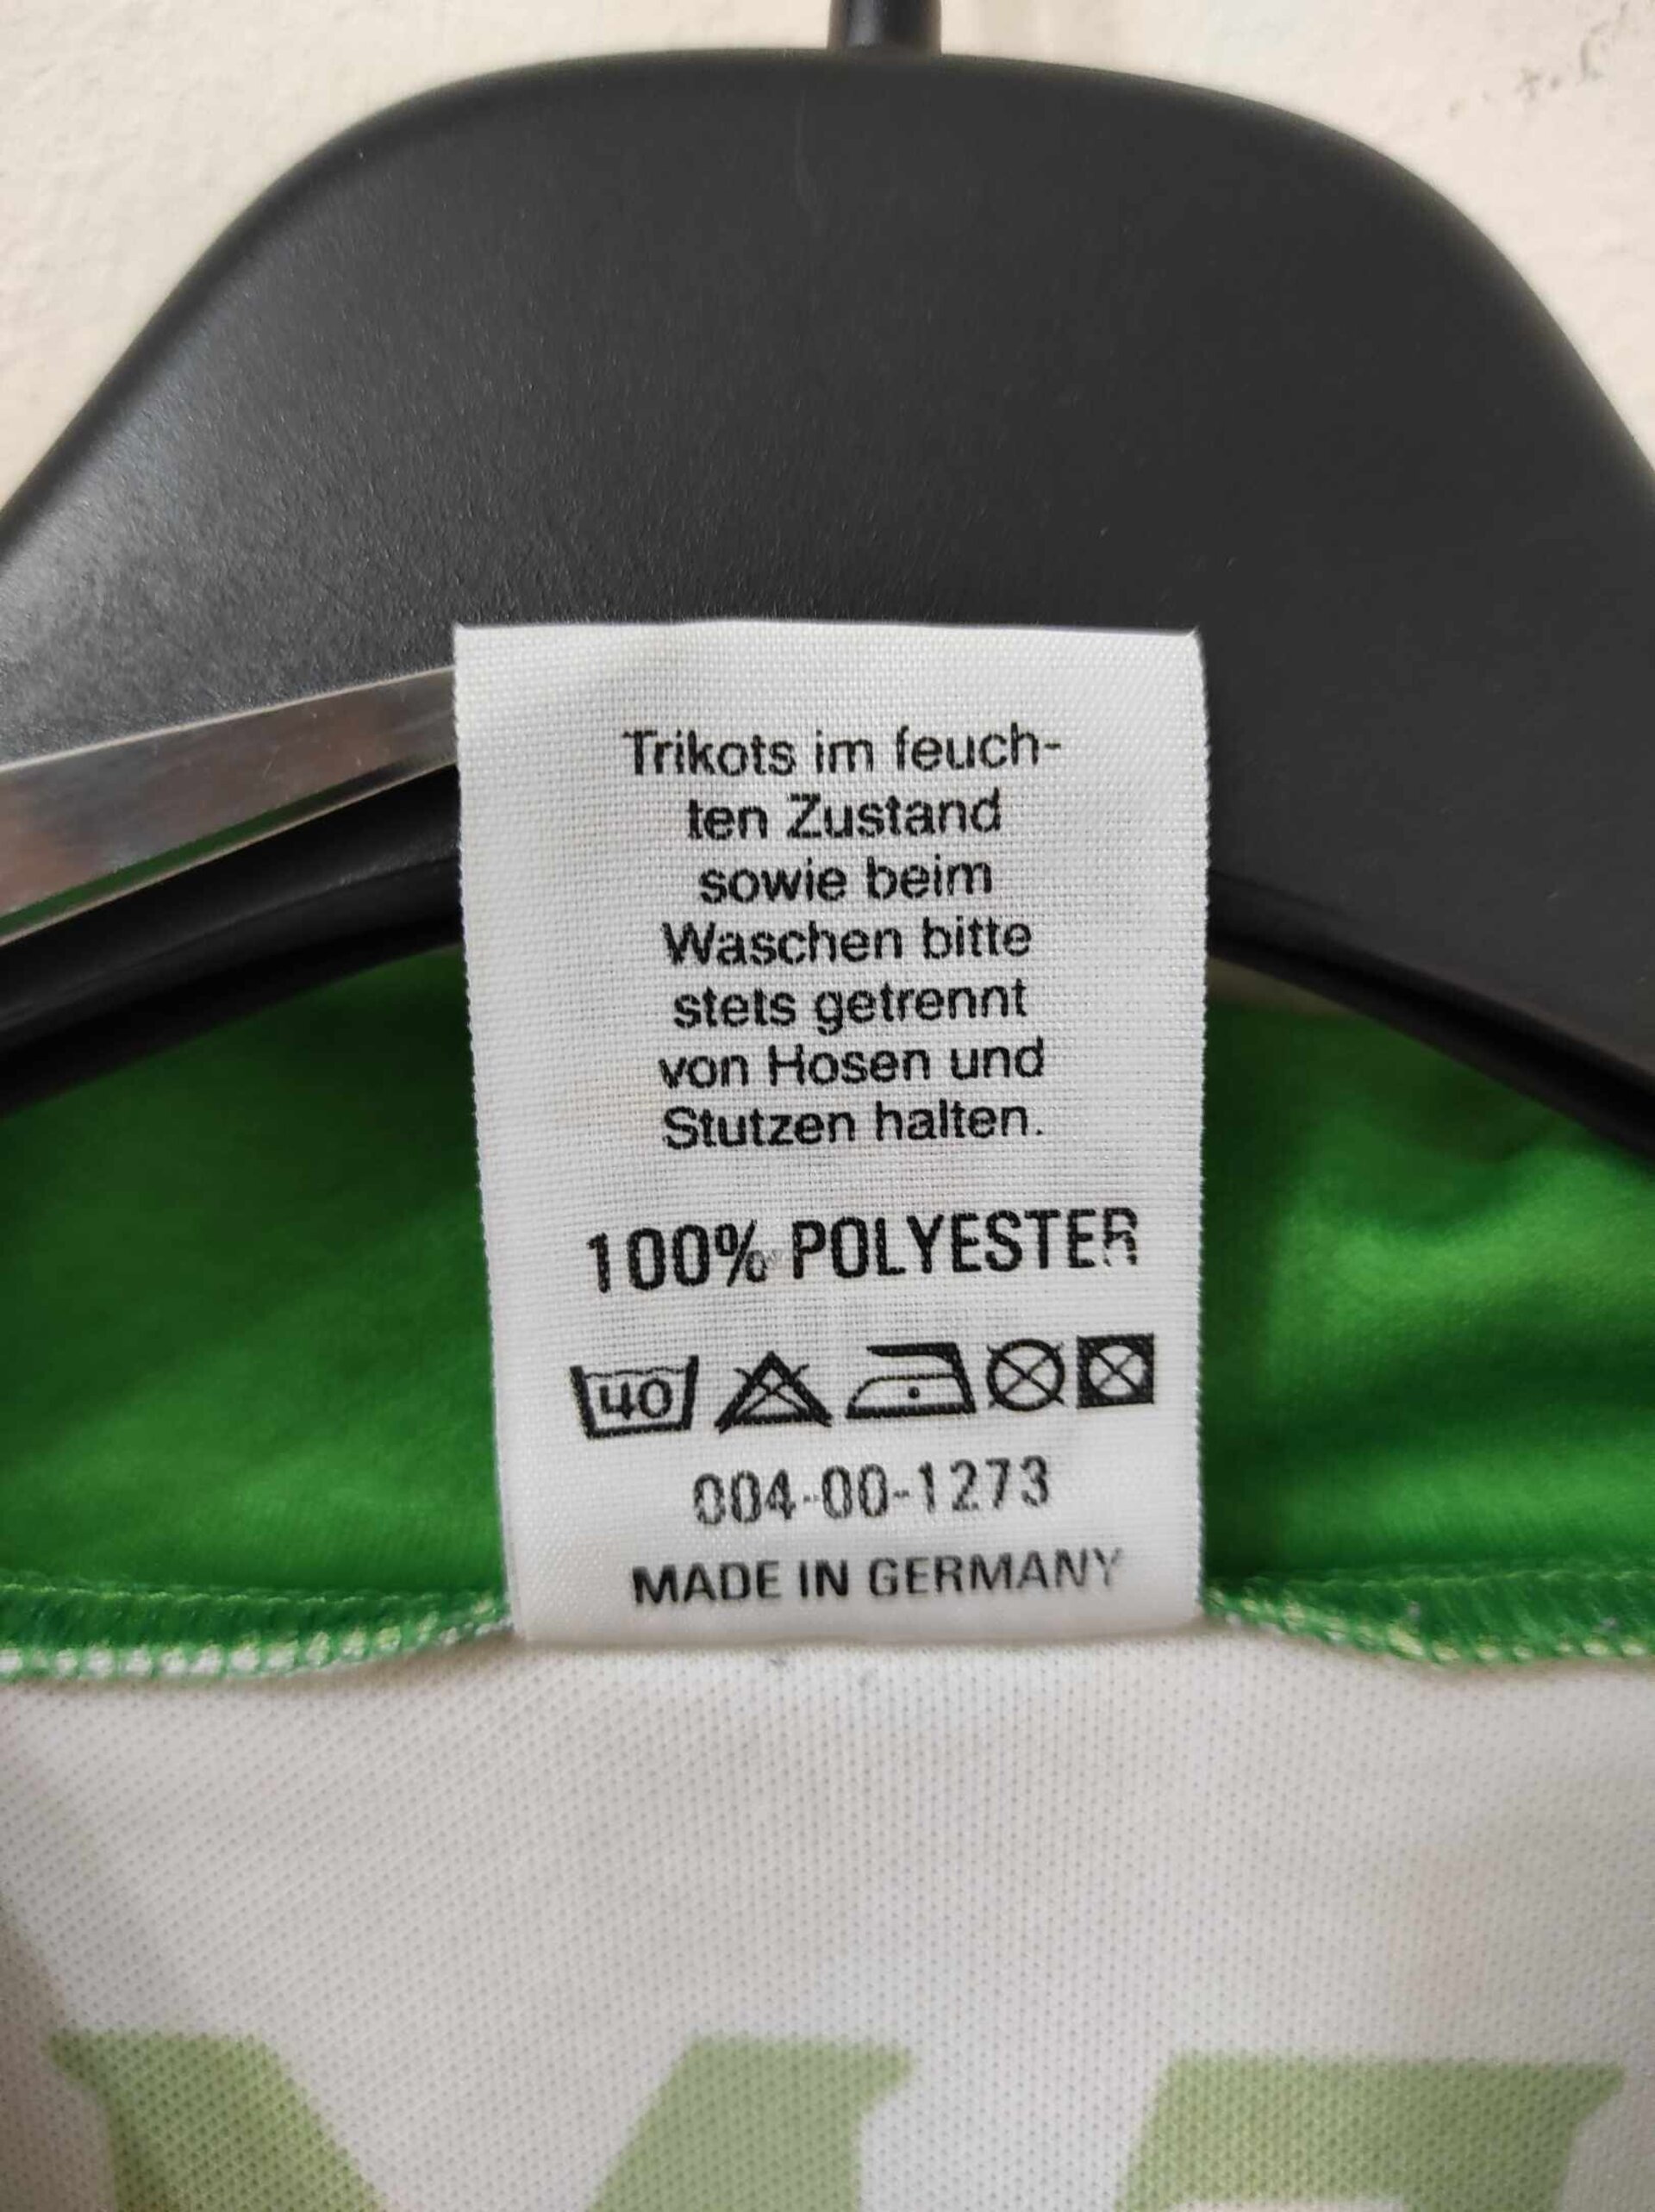 Trikots im feuch-
ten Zustand
sowie beim
Waschen bitte
stets getrennt
von Hosen und
Stutzen halten.
100% POLYESTER
40
004-00-1273
MADE IN GERMANY